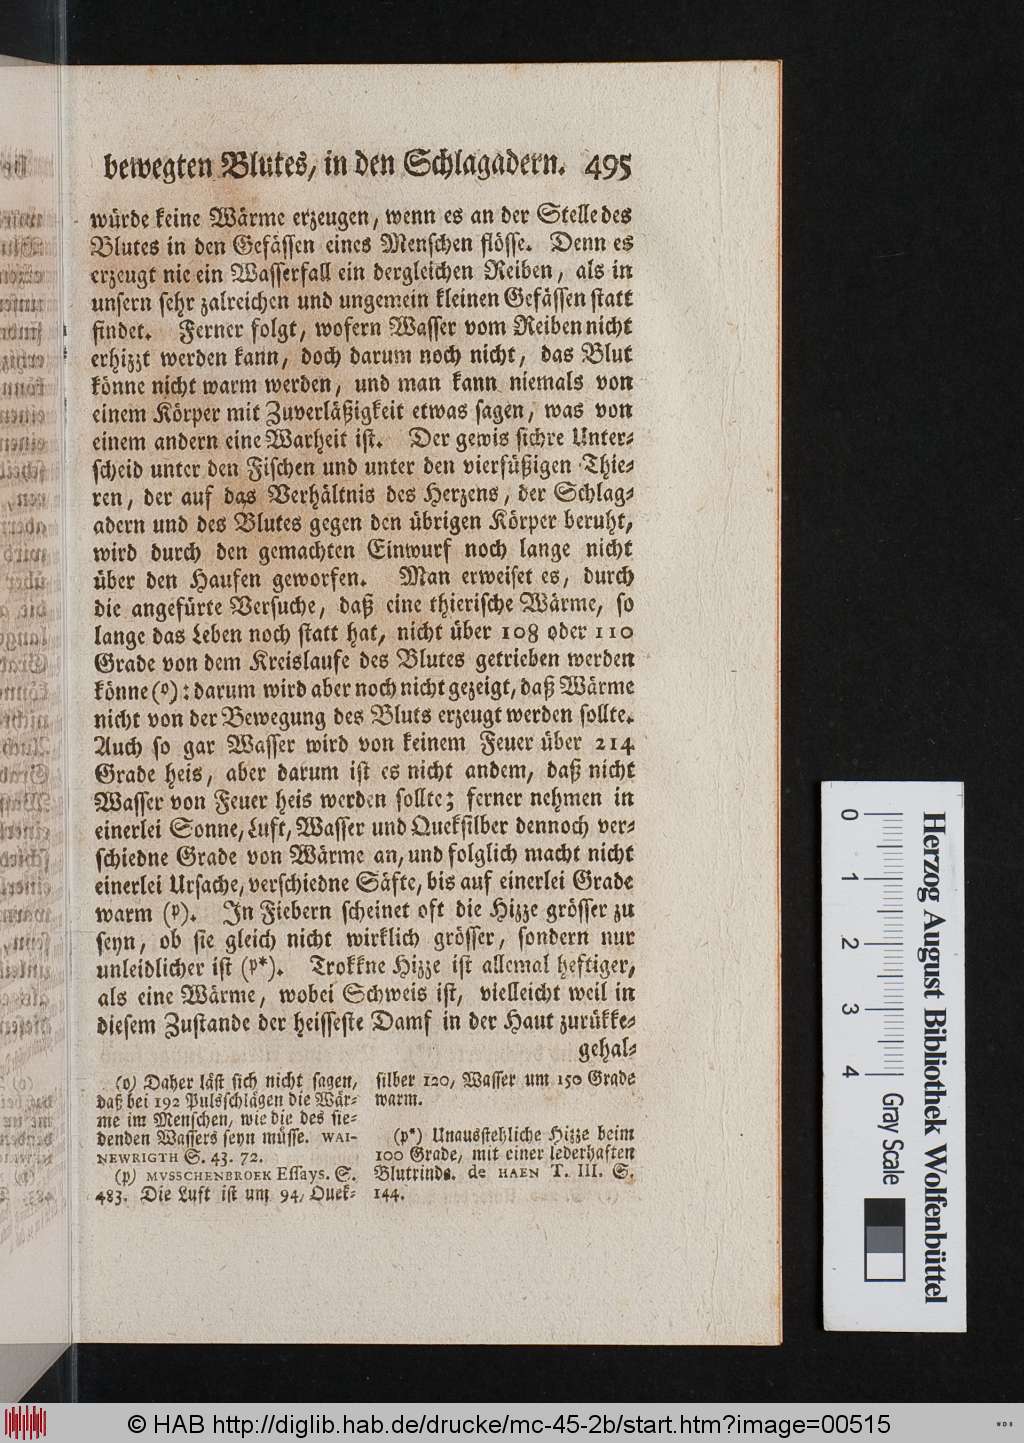 bewegten Blutes, in den Schlagadern. 495
würde keine Wärme erzeugen, wenn es an der Stelle des
Blutes in den Gefässen eines Menschen flösse. Denn es
erzeugt nie ein Wasserfall ein dergleichen Reiben, als in
unsern sehr zalreichen und ungemein kleinen Gefässen statt
findet. Ferner folgt, wofern Wasser vom Reiben nicht
erhizzt werden kann, doch darum noch nicht, das Blut
könne nicht warm werden, und man kann niemals von
einem Körper mit Zuverläßigkeit etwas sagen, was von
einem andern eine Warheit ist. Der gewis sichre Unter-
scheid unter den Fischen und unter den vierfüßigen Thie-
ren, der auf das Verhältnis des Herzens, der Schlag-
adern und des Blutes gegen den übrigen Körper beruht,
wird durch den gemachten Einwurf noch lange nicht
über den Haufen geworfen. Man erweiset es, durch
die angefürte Versuche, daß eine thierische Wärme, so
lange das Leben noch statt hat, nicht über 108 oder 110
Grade von dem Kreislaufe des Blutes getrieben werden
könne (o): darum wird aber noch nicht gezeigt, daß Wärme
nicht von der Bewegung des Bluts erzeugt werden sollte.
Auch so gar Wasser wird von keinem Feuer über 214
Grade heis, aber darum ist es nicht andem, daß nicht
Wasser von Feuer heis werden sollte; ferner nehmen in
einerlei Sonne, Luft, Wasser und Queksilber dennoch ver-
schiedne Grade von Wärme an, und folglich macht nicht
einerlei Ursache, verschiedne Säfte, bis auf einerlei Grade
warm (p). In Fiebern scheinet oft die Hizze grösser zu
seyn, ob sie gleich nicht wirklich grösser, sondern nur
unleidlicher ist (p*). Trokkne Hizze ist allemal heftiger,
als eine Wärme, wobei Schweis ist, vielleicht weil in
diesem Zustande der heisseste Damf in der Haut zurükke-
gehal-
(o) Daher läst sich nicht sagen,
daß bei 192 Pulsschlägen die Wär-
me im Menschen, wie die des sie-
denden Wassers seyn müsse. WAI-
NEWRIGTH S. 43. 72.
(p) MVSSCHENBROEK Essays. S.
483. Die Luft ist um 94, Quek-
silber 120, Wasser um 150 Grade
warm.
(p*) Unausstehliche Hizze beim
100 Grade, mit einer lederhaften
Blutrinde. de HAEN T. III. S.
144.
0 1 2 3 4 Gray Scale
Herzog August Bibliothek Wolfenbüttel
© HAB http://diglib.hab.de/drucke/mc-45-2b/start.htm?image=00515